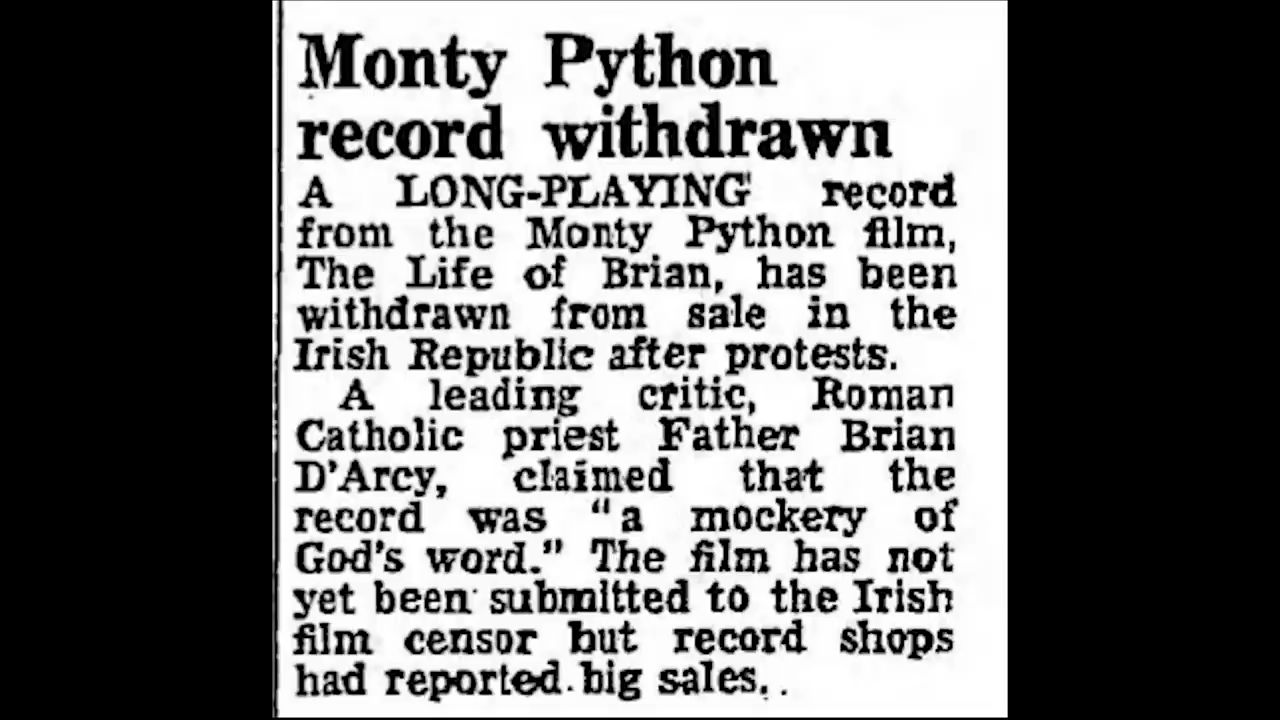 Monty Python
record withdrawn
A LONG-PLAYING record
from the Monty Python film,
The Life of Brian, has been
withdrawn from sale in the
Irish Republic after protests.
A leading critic, Roman
Catholic priest Father Brian
D'Arcy, claimed that the
record was "a mockery of
God's word." The film has not
yet been submitted to the Irish
film censor but record shops
had reported big sales.